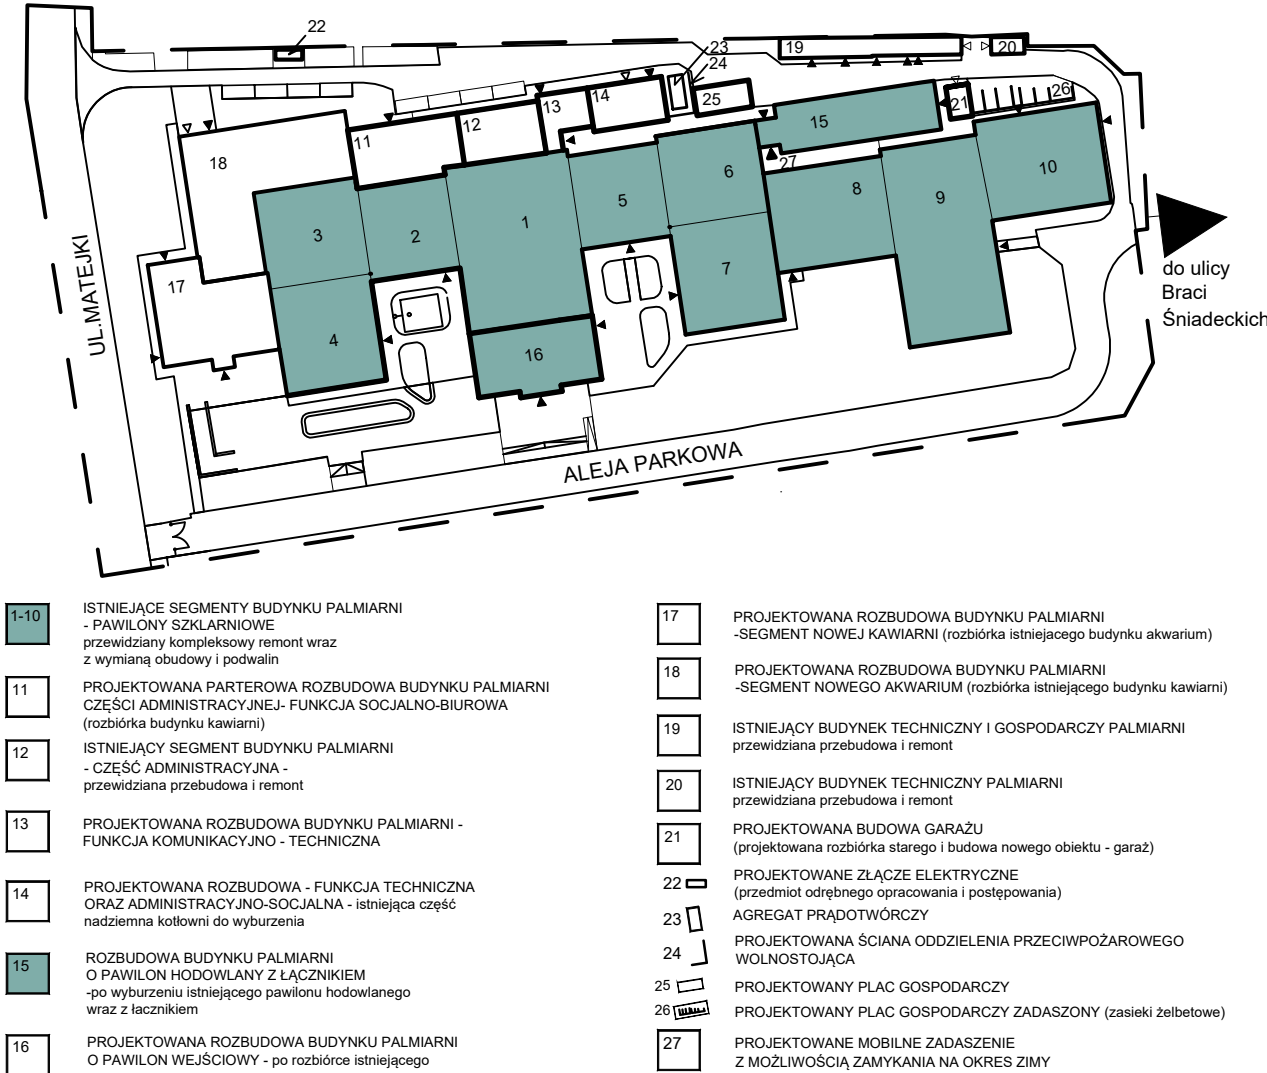 22
23
24
19
20
21
26
25
14
13
12
11
15
27
18
17
3
2
1
5
6
7
8
9
10
4
16
UL.MATEJKI
ALEJA PARKOWA
do ulicy
Braci
Śniadeckich
1-10
ISTNIEJĄCE SEGMENTY BUDYNKU PALMIARNI
- PAWILONY SZKLARNIOWE
przewidziany kompleksowy remont wraz
z wymianą obudowy i podwalin
11
PROJEKTOWANA PARTEROWA ROZBUDOWA BUDYNKU PALMIARNI
CZĘŚCI ADMINISTRACYJNEJ- FUNKCJA SOCJALNO-BIUROWA
(rozbiórka budynku kawiarni)
12
ISTNIEJĄCY SEGMENT BUDYNKU PALMIARNI
- CZĘŚĆ ADMINISTRACYJNA -
przewidziana przebudowa i remont
13
PROJEKTOWANA ROZBUDOWA BUDYNKU PALMIARNI -
FUNKCJA KOMUNIKACYJNO - TECHNICZNA
14
PROJEKTOWANA ROZBUDOWA - FUNKCJA TECHNICZNA
ORAZ ADMINISTRACYJNO-SOCJALNA - istniejąca część
nadziemna kotłowni do wyburzenia
15
ROZBUDOWA BUDYNKU PALMIARNI
O PAWILON HODOWLANY Z ŁĄCZNIKIEM
-po wyburzeniu istniejącego pawilonu hodowlanego
wraz z łacznikiem
16
PROJEKTOWANA ROZBUDOWA BUDYNKU PALMIARNI
O PAWILON WEJŚCIOWY - po rozbiórce istniejącego
17
PROJEKTOWANA ROZBUDOWA BUDYNKU PALMIARNI
-SEGMENT NOWEJ KAWIARNI (rozbiórka istniejacego budynku akwarium)
18
PROJEKTOWANA ROZBUDOWA BUDYNKU PALMIARNI
-SEGMENT NOWEGO AKWARIUM (rozbiórka istniejącego budynku kawiarni)
19
ISTNIEJĄCY BUDYNEK TECHNICZNY I GOSPODARCZY PALMIARNI
przewidziana przebudowa i remont
20
ISTNIEJĄCY BUDYNEK TECHNICZNY PALMIARNI
przewidziana przebudowa i remont
21
PROJEKTOWANA BUDOWA GARAŻU
(projektowana rozbiórka starego i budowa nowego obiektu - garaż)
22
PROJEKTOWANE ZŁĄCZE ELEKTRYCZNE
(przedmiot odrębnego opracowania i postępowania)
23
AGREGAT PRĄDOTWÓRCZY
24
PROJEKTOWANA ŚCIANA ODDZIELENIA PRZECIWPOŻAROWEGO
WOLNOSTOJĄCA
25
PROJEKTOWANY PLAC GOSPODARCZY
26
PROJEKTOWANY PLAC GOSPODARCZY ZADASZONY (zasieki żelbetowe)
27
PROJEKTOWANE MOBILNE ZADASZENIE
Z MOŻLIWOŚCIĄ ZAMYKANIA NA OKRES ZIMY